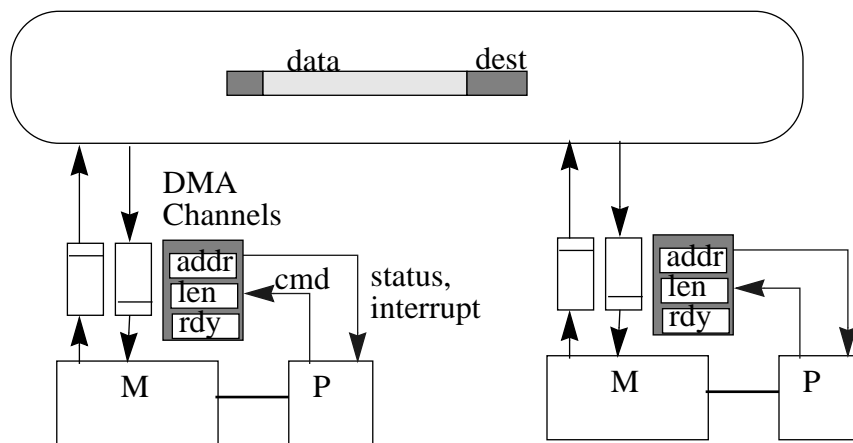 data dest
DMA
Channels
addr
len
rdy
cmd
status,
interrupt
M
P
addr
len
rdy
M
P